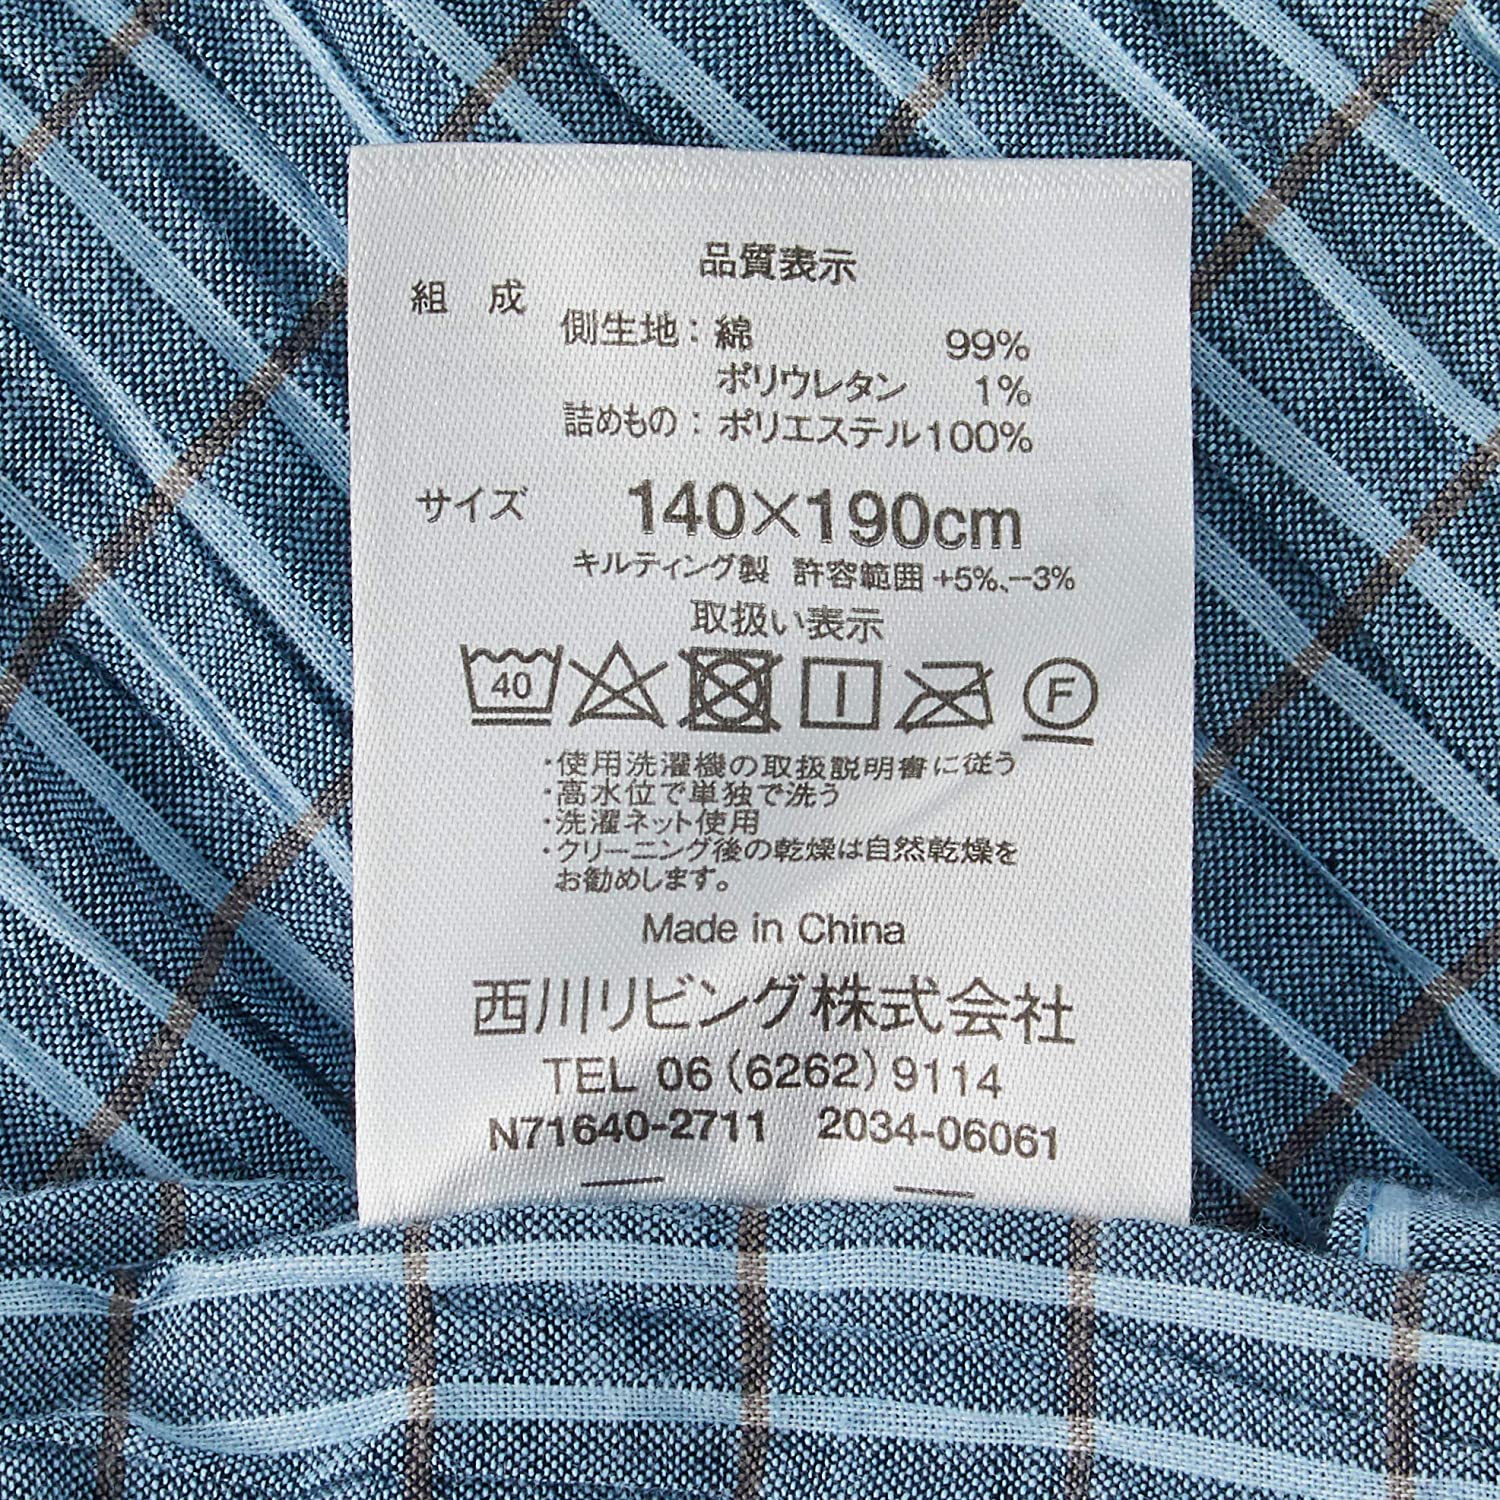 品質表示
組 成
側生地：綿 99%
ポリウレタン 1%
詰めもの：ポリエステル100%
サイズ 140×190cm
キルティング製 許容範囲 +5%、−3%
取扱い表示
40 F
・使用洗濯機の取扱説明書に従う
・高水位で単独で洗う
・洗濯ネット使用
・クリーニング後の乾燥は自然乾燥を
お勧めします。
Made in China
西川リビング株式会社
TEL 06(6262)9114
N71640-2711 2034-06061